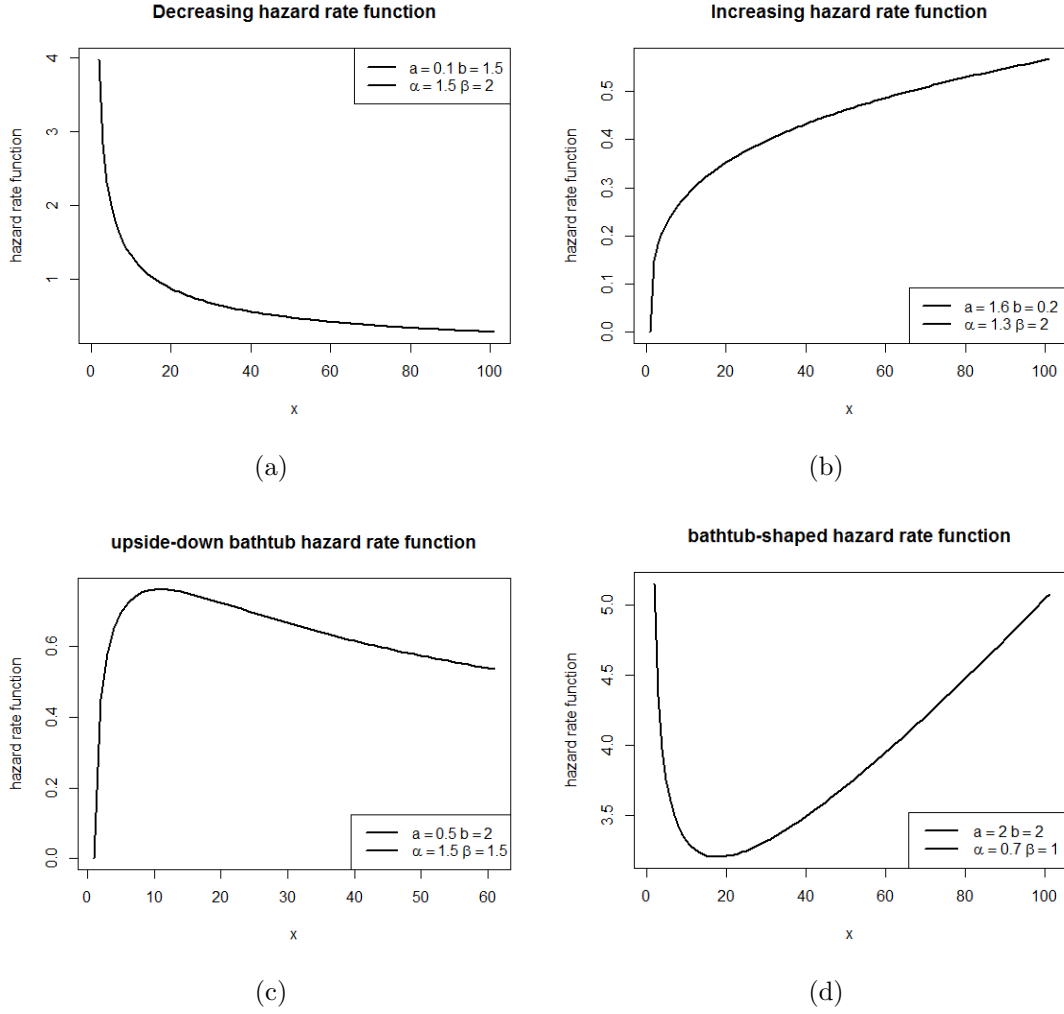 Decreasing hazard rate function
hazard rate function
4
3
2
1
a = 0.1 b = 1.5
α = 1.5 β = 2
0 20 40 60 80 100
x
(a)
Increasing hazard rate function
hazard rate function
0.5
0.4
0.3
0.2
0.1
0.0
a = 1.6 b = 0.2
α = 1.3 β = 2
0 20 40 60 80 100
x
(b)
upside-down bathtub hazard rate function
hazard rate function
0.6
0.4
0.2
0.0
a = 0.5 b = 2
α = 1.5 β = 1.5
0 10 20 30 40 50 60
x
(c)
bathtub-shaped hazard rate function
hazard rate function
5.0
4.5
4.0
3.5
a = 2 b = 2
α = 0.7 β = 1
0 20 40 60 80 100
x
(d)